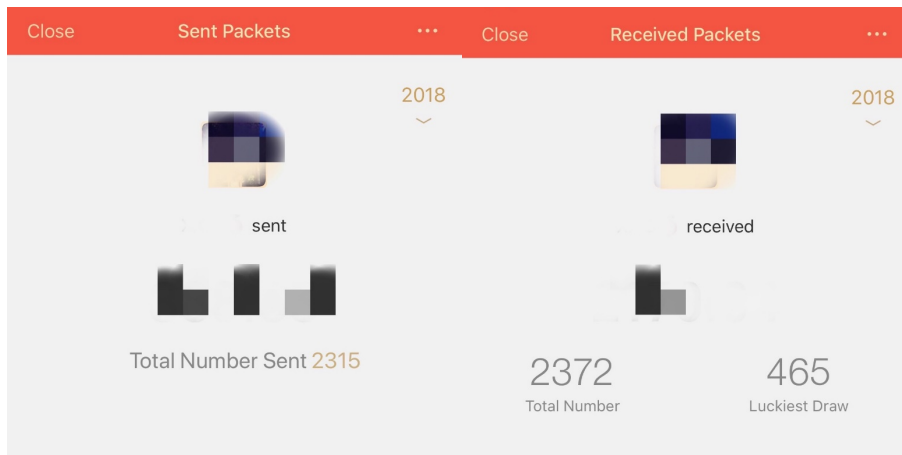 Close Sent Packets ...
2018
sent
Total Number Sent 2315
Close Received Packets ...
2018
received
2372 465
Total Number Luckiest Draw